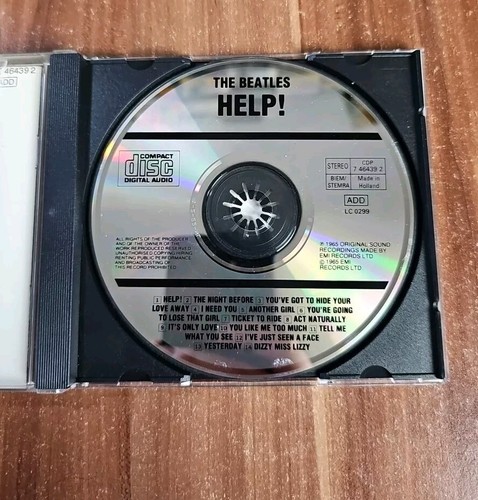 46439 2
ADD
THE BEATLES
HELP!
COMPACT
disc
DIGITAL AUDIO
STEREO
CDP
7 46439 2
BIEM/
STEMRA
Made in
Holland
ADD
LC 0299
ALL RIGHTS OF THE PRODUCER
AND OF THE OWNER OF THE
WORK REPRODUCED RESERVED
UNAUTHORISED COPYING HIRING
RENTING PUBLIC PERFORMANCE
AND BROADCASTING OF
THIS RECORD PROHIBITED
℗ 1965 ORIGINAL SOUND
RECORDINGS MADE BY
EMI RECORDS LTD
© 1965 EMI
RECORDS LTD
1 HELP! 2 THE NIGHT BEFORE 3 YOU'VE GOT TO HIDE YOUR
LOVE AWAY 4 I NEED YOU 5 ANOTHER GIRL 6 YOU'RE GOING
TO LOSE THAT GIRL 7 TICKET TO RIDE 8 ACT NATURALLY
9 IT'S ONLY LOVE 10 YOU LIKE ME TOO MUCH 11 TELL ME
WHAT YOU SEE 12 I'VE JUST SEEN A FACE
13 YESTERDAY 14 DIZZY MISS LIZZY